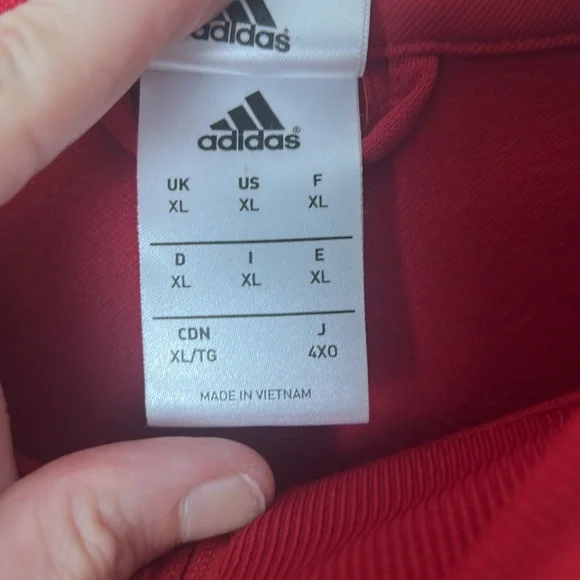 adidas
adidas®
UK US F
XL XL XL
D I E
XL XL XL
CDN J
XL/TG 4XO
MADE IN VIETNAM